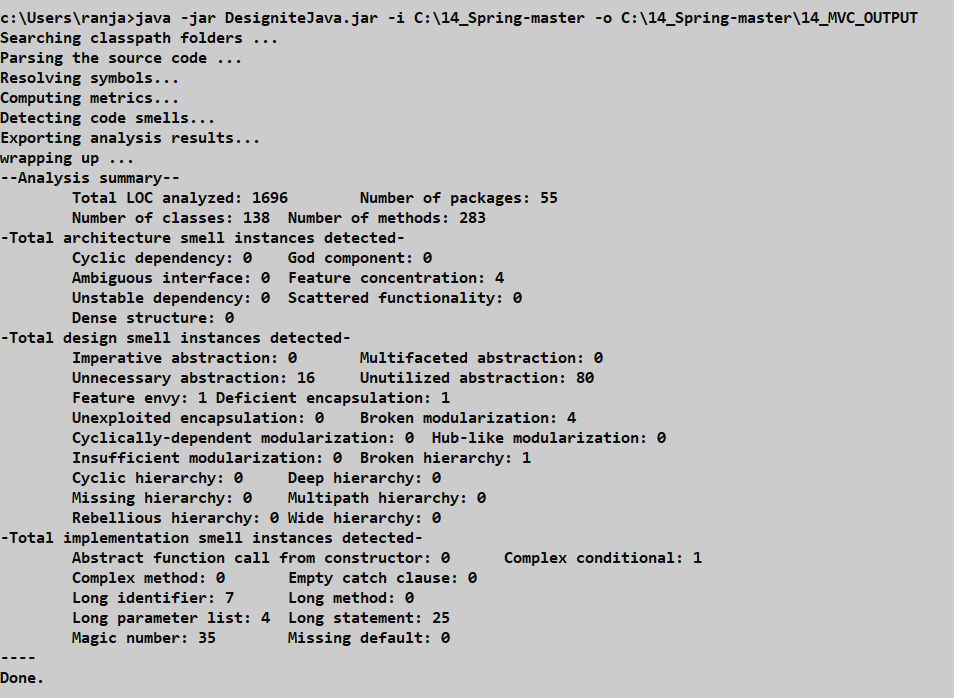 c:\Users\ranja>java -jar DesigniteJava.jar -i C:\14_Spring-master -o C:\14_Spring-master\14_MVC_OUTPUT
Searching classpath folders ...
Parsing the source code ...
Resolving symbols...
Computing metrics...
Detecting code smells...
Exporting analysis results...
wrapping up ...
--Analysis summary--
        Total LOC analyzed: 1696        Number of packages: 55
        Number of classes: 138  Number of methods: 283
-Total architecture smell instances detected-
        Cyclic dependency: 0    God component: 0
        Ambiguous interface: 0  Feature concentration: 4
        Unstable dependency: 0  Scattered functionality: 0
        Dense structure: 0
-Total design smell instances detected-
        Imperative abstraction: 0       Multifaceted abstraction: 0
        Unnecessary abstraction: 16     Unutilized abstraction: 80
        Feature envy: 1 Deficient encapsulation: 1
        Unexploited encapsulation: 0    Broken modularization: 4
        Cyclically-dependent modularization: 0  Hub-like modularization: 0
        Insufficient modularization: 0  Broken hierarchy: 1
        Cyclic hierarchy: 0     Deep hierarchy: 0
        Missing hierarchy: 0    Multipath hierarchy: 0
        Rebellious hierarchy: 0 Wide hierarchy: 0
-Total implementation smell instances detected-
        Abstract function call from constructor: 0      Complex conditional: 1
        Complex method: 0       Empty catch clause: 0
        Long identifier: 7      Long method: 0
        Long parameter list: 4  Long statement: 25
        Magic number: 35        Missing default: 0
----
Done.